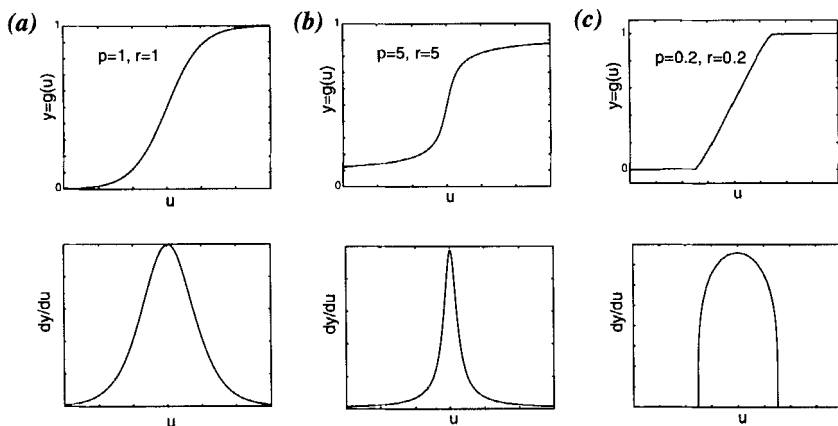 (a)
1
p=1, r=1
y=g(u)
0
u
dy/du
u
(b)
1
p=5, r=5
y=g(u)
0
u
dy/du
u
(c)
1
p=0.2, r=0.2
y=g(u)
0
u
dy/du
u